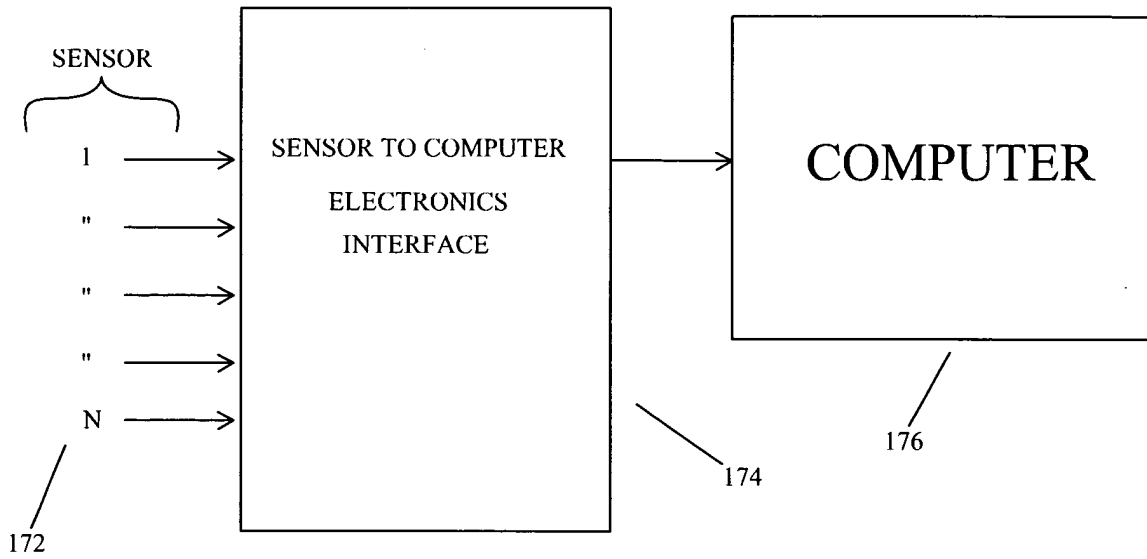 SENSOR
1
"
"
"
N
172
SENSOR TO COMPUTER
ELECTRONICS
INTERFACE
174
COMPUTER
176